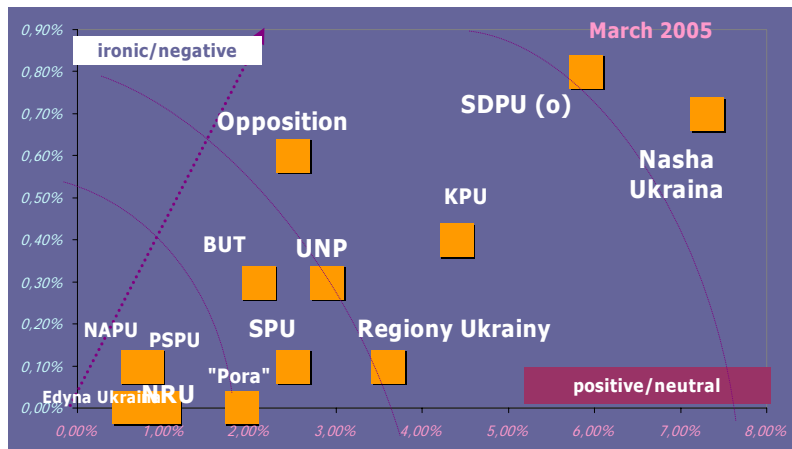 0,90%
ironic/negative
March 2005
0,80%
SDPU (o)
0,70%
Opposition
Nasha
Ukraina
0,60%
0,50%
KPU
0,40%
BUT
UNP
0,30%
0,20%
NAPU
PSPU
SPU
Regiony Ukrainy
0,10%
"Pora"
positive/neutral
Edyna Ukraina
NRU
0,00%
0,00% 1,00% 2,00% 3,00% 4,00% 5,00% 6,00% 7,00% 8,00%